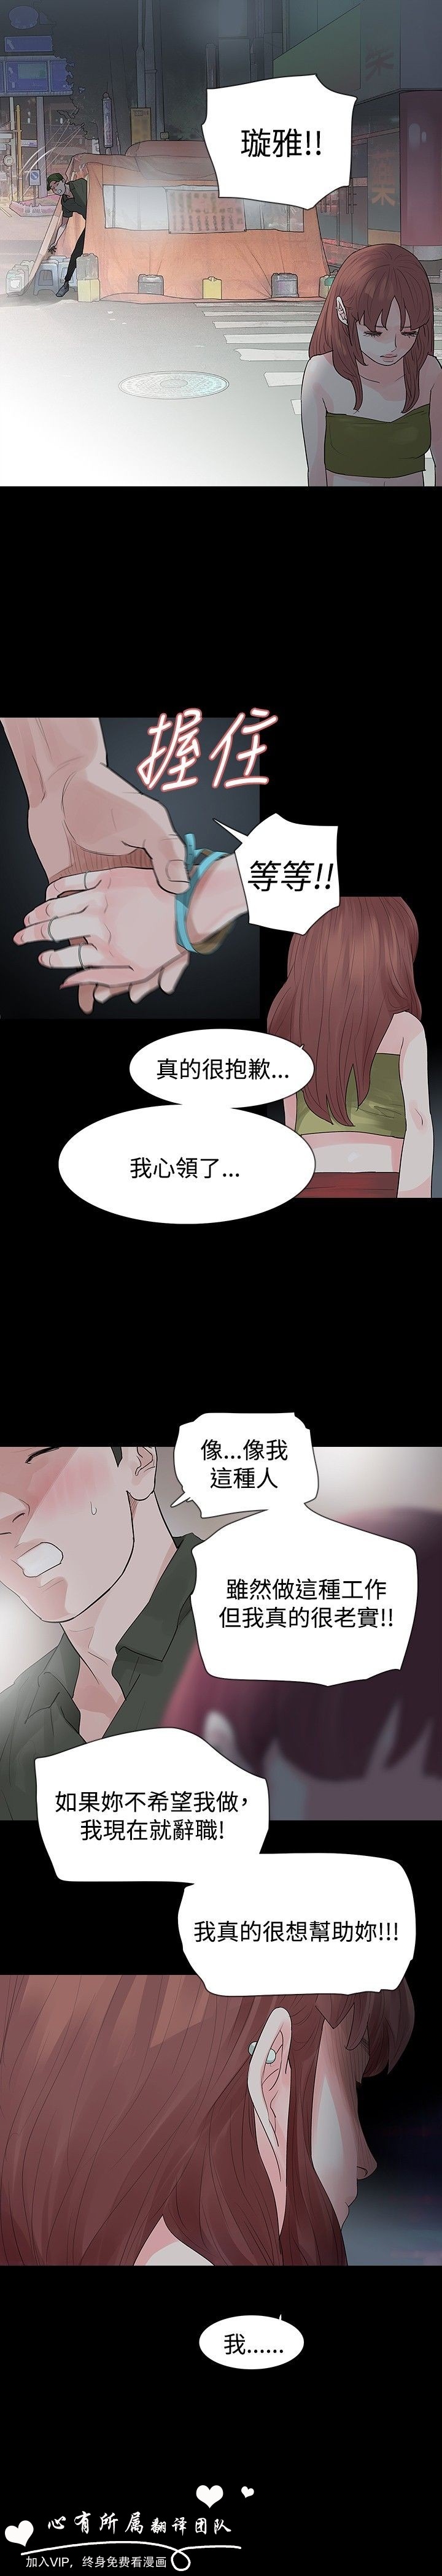 璇雅!!
握住
等等!!
真的很抱歉...
我心領了...
像...像我
這種人
雖然做這種工作
但我真的很老實!!
如果妳不希望我做，
我現在就辭職!
我真的很想幫助妳!!!
我......
心有所属翻译团队
加入VIP，终身免费看漫画